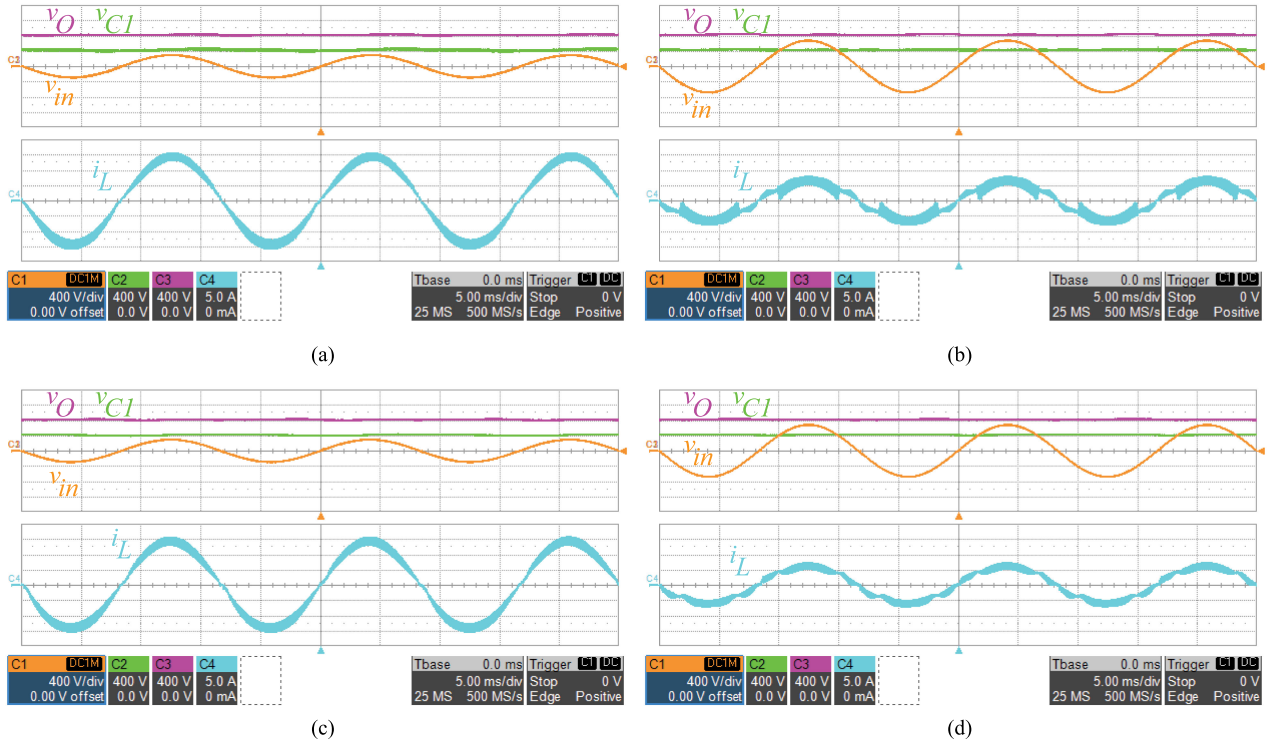 vO vC1
C3
vin
iL
C4
C1 DC1M C2 C3 C4
400 V/div 400 V 400 V 5.0 A
0.00 V offset 0.0 V 0.0 V 0 mA
Tbase 0.0 ms Trigger C1 DC
5.00 ms/div Stop 0 V
25 MS 500 MS/s Edge Positive
(a)
vO vC1
vin
iL
C4
C1 DC1M C2 C3 C4
400 V/div 400 V 400 V 5.0 A
0.00 V offset 0.0 V 0.0 V 0 mA
Tbase 0.0 ms Trigger C1 DC
5.00 ms/div Stop 0 V
25 MS 500 MS/s Edge Positive
(b)
vO vC1
vin
iL
C4
C1 DC1M C2 C3 C4
400 V/div 400 V 400 V 5.0 A
0.00 V offset 0.0 V 0.0 V 0 mA
Tbase 0.0 ms Trigger C1 DC
5.00 ms/div Stop 0 V
25 MS 500 MS/s Edge Positive
(c)
vO vC1
vin
iL
C4
C1 DC1M C2 C3 C4
400 V/div 400 V 400 V 5.0 A
0.00 V offset 0.0 V 0.0 V 0 mA
Tbase 0.0 ms Trigger C1 DC
5.00 ms/div Stop 0 V
25 MS 500 MS/s Edge Positive
(d)